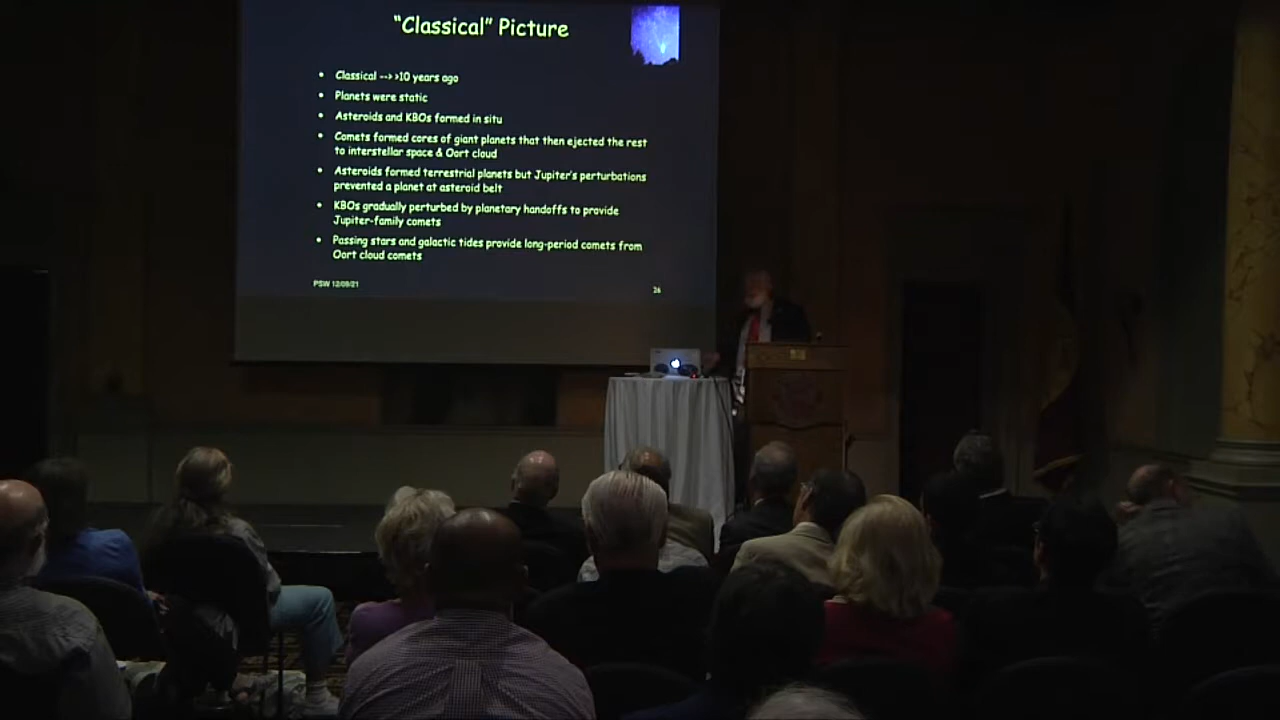 “Classical” Picture
• Classical --> >10 years ago
• Planets were static
• Asteroids and KBOs formed in situ
• Comets formed cores of giant planets that then ejected the rest
to interstellar space & Oort cloud
• Asteroids formed terrestrial planets but Jupiter's perturbations
prevented a planet at asteroid belt
• KBOs gradually perturbed by planetary handoffs to provide
Jupiter-family comets
• Passing stars and galactic tides provide long-period comets from
Oort cloud comets
PSW 12/09/21
26